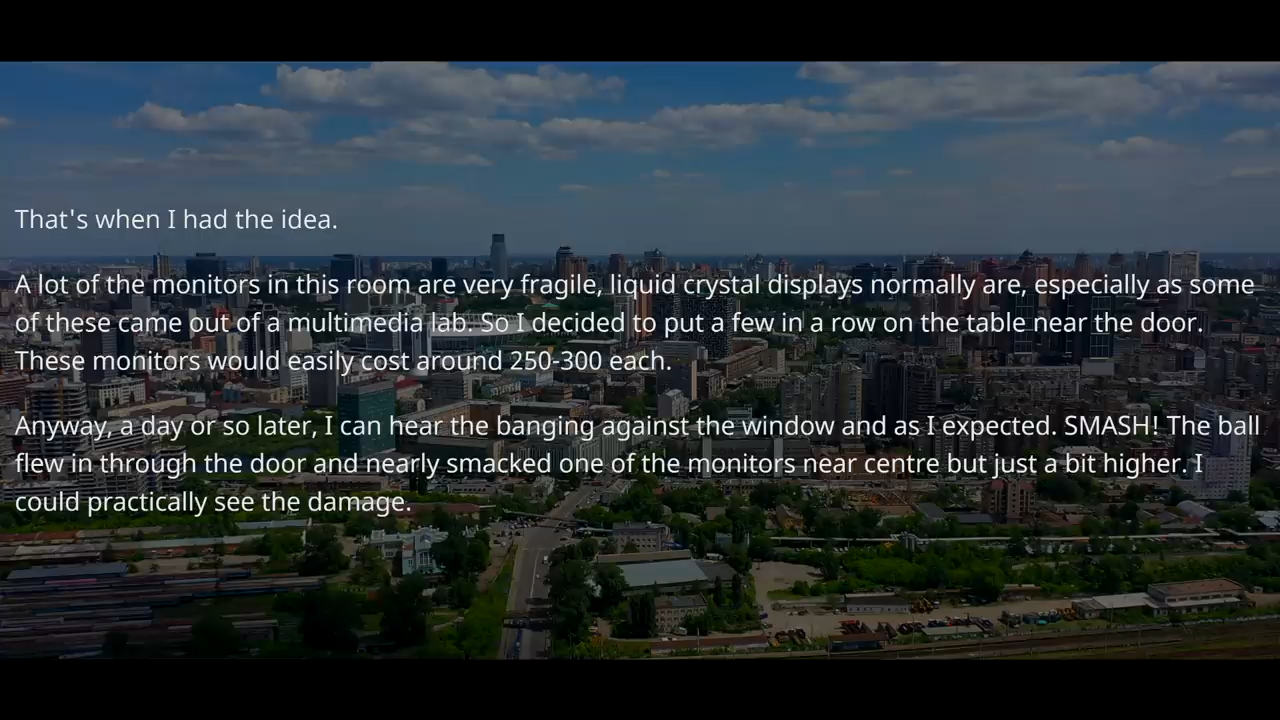 That's when I had the idea.
A lot of the monitors in this room are very fragile, liquid crystal displays normally are, especially as some
of these came out of a multimedia lab. So I decided to put a few in a row on the table near the door.
These monitors would easily cost around 250-300 each.
Anyway, a day or so later, I can hear the banging against the window and as I expected. SMASH! The ball
flew in through the door and nearly smacked one of the monitors near centre but just a bit higher. I
could practically see the damage.